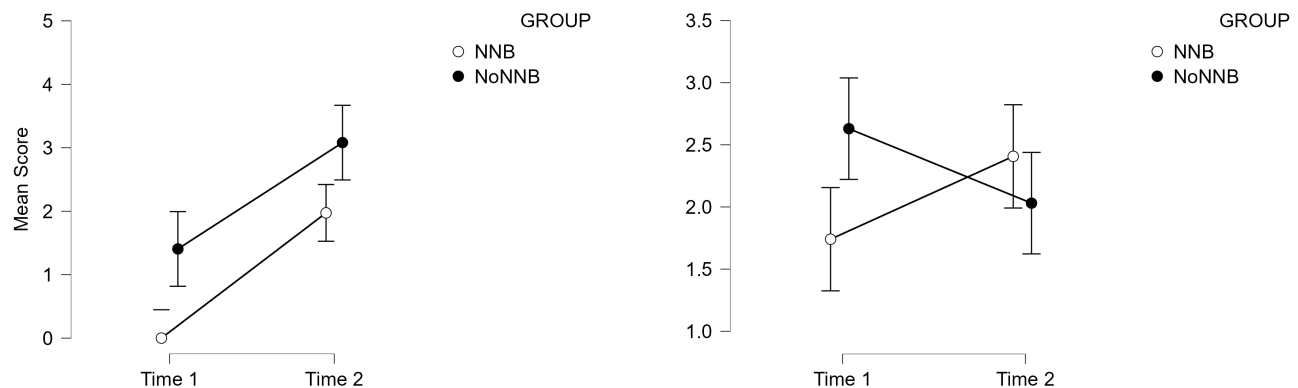 5
4
3
2
1
0
Mean Score
Time 1
Time 2
GROUP
NNB
NoNNB
3.5
3.0
2.5
2.0
1.5
1.0
Time 1
Time 2
GROUP
NNB
NoNNB